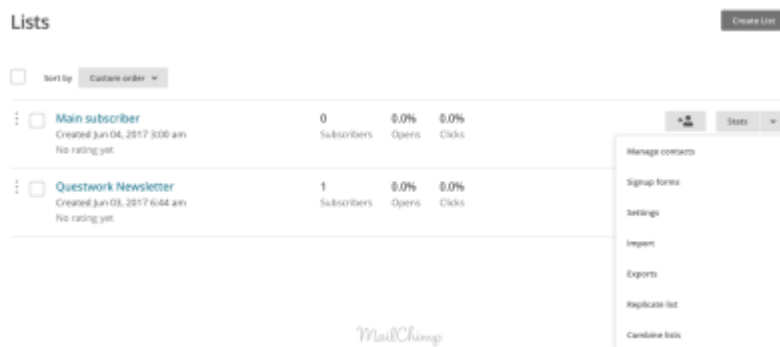 Lists
Create List
Sort by Custom order
Main subscriber 0 0.0% 0.0% Stats
Created Jun 04, 2017 3:00 am Subscribers Opens Clicks
No rating yet
Manage contacts
Signup forms
Questwork Newsletter 1 0.0% 0.0%
Created Jun 03, 2017 6:44 am Subscribers Opens Clicks
No rating yet
Settings
Import
Exports
Replicate list
Combine lists
MailChimp